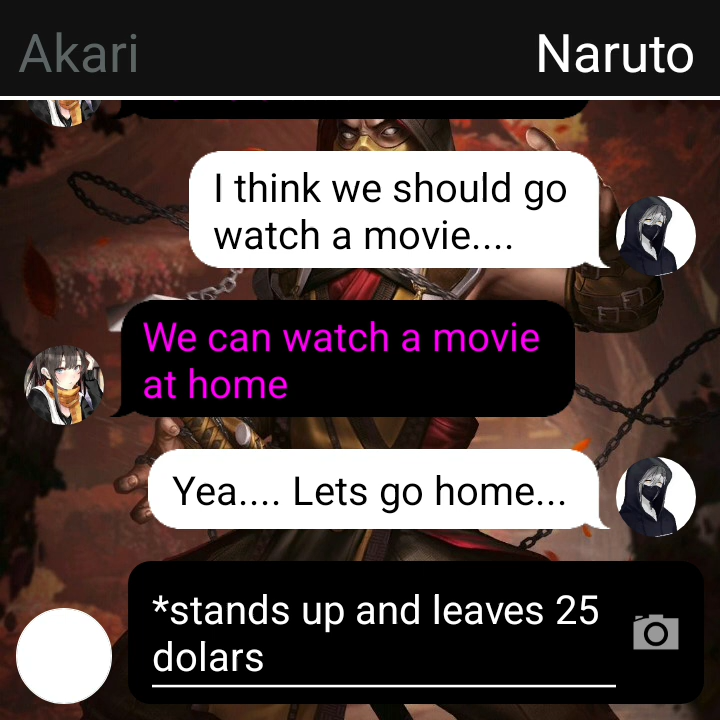 Akari
Naruto
I think we should go
watch a movie....
We can watch a movie
at home
Yea.... Lets go home...
*stands up and leaves 25
dolars